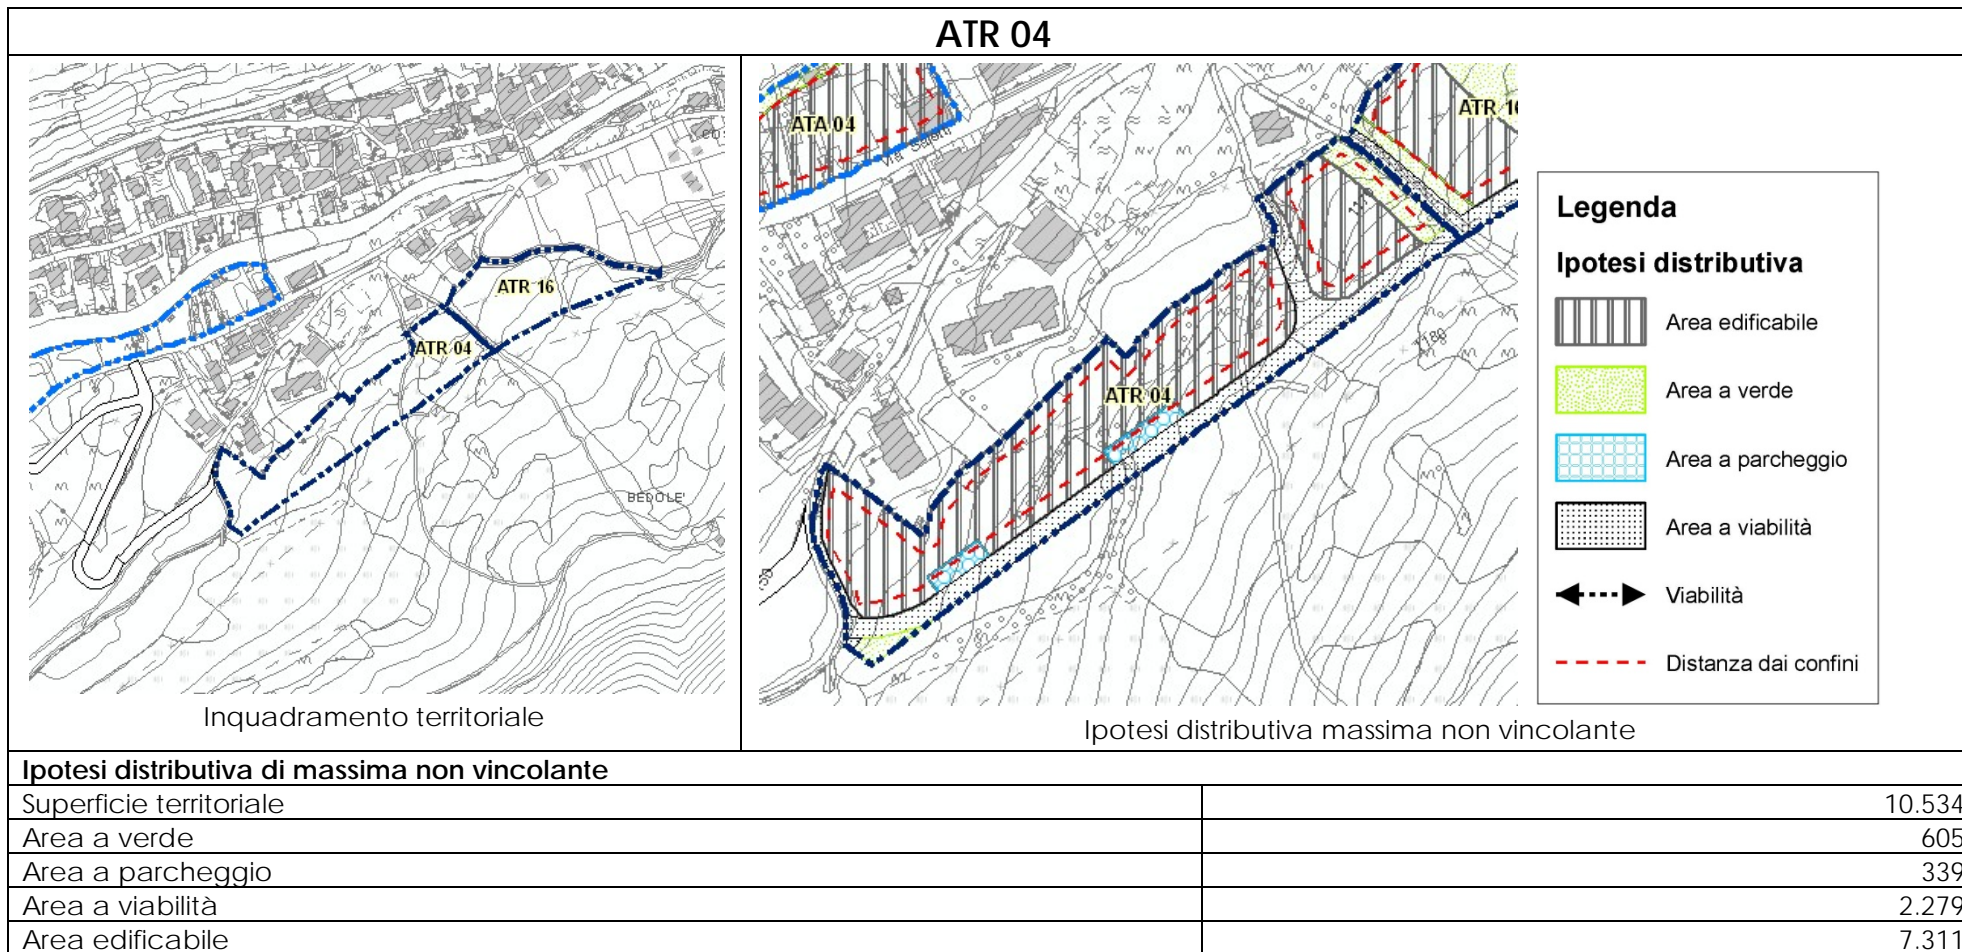 ATR 04
ATR 16
ATR 04
BEDOLE'
Inquadramento territoriale
ATA 04
ATR 16
ATR 04
1180
Ipotesi distributiva massima non vincolante
Legenda
Ipotesi distributiva
Area edificabile
Area a verde
Area a parcheggio
Area a viabilità
Viabilità
Distanza dai confini
Ipotesi distributiva di massima non vincolante
Superficie territoriale 10.534
Area a verde 605
Area a parcheggio 339
Area a viabilità 2.279
Area edificabile 7.311